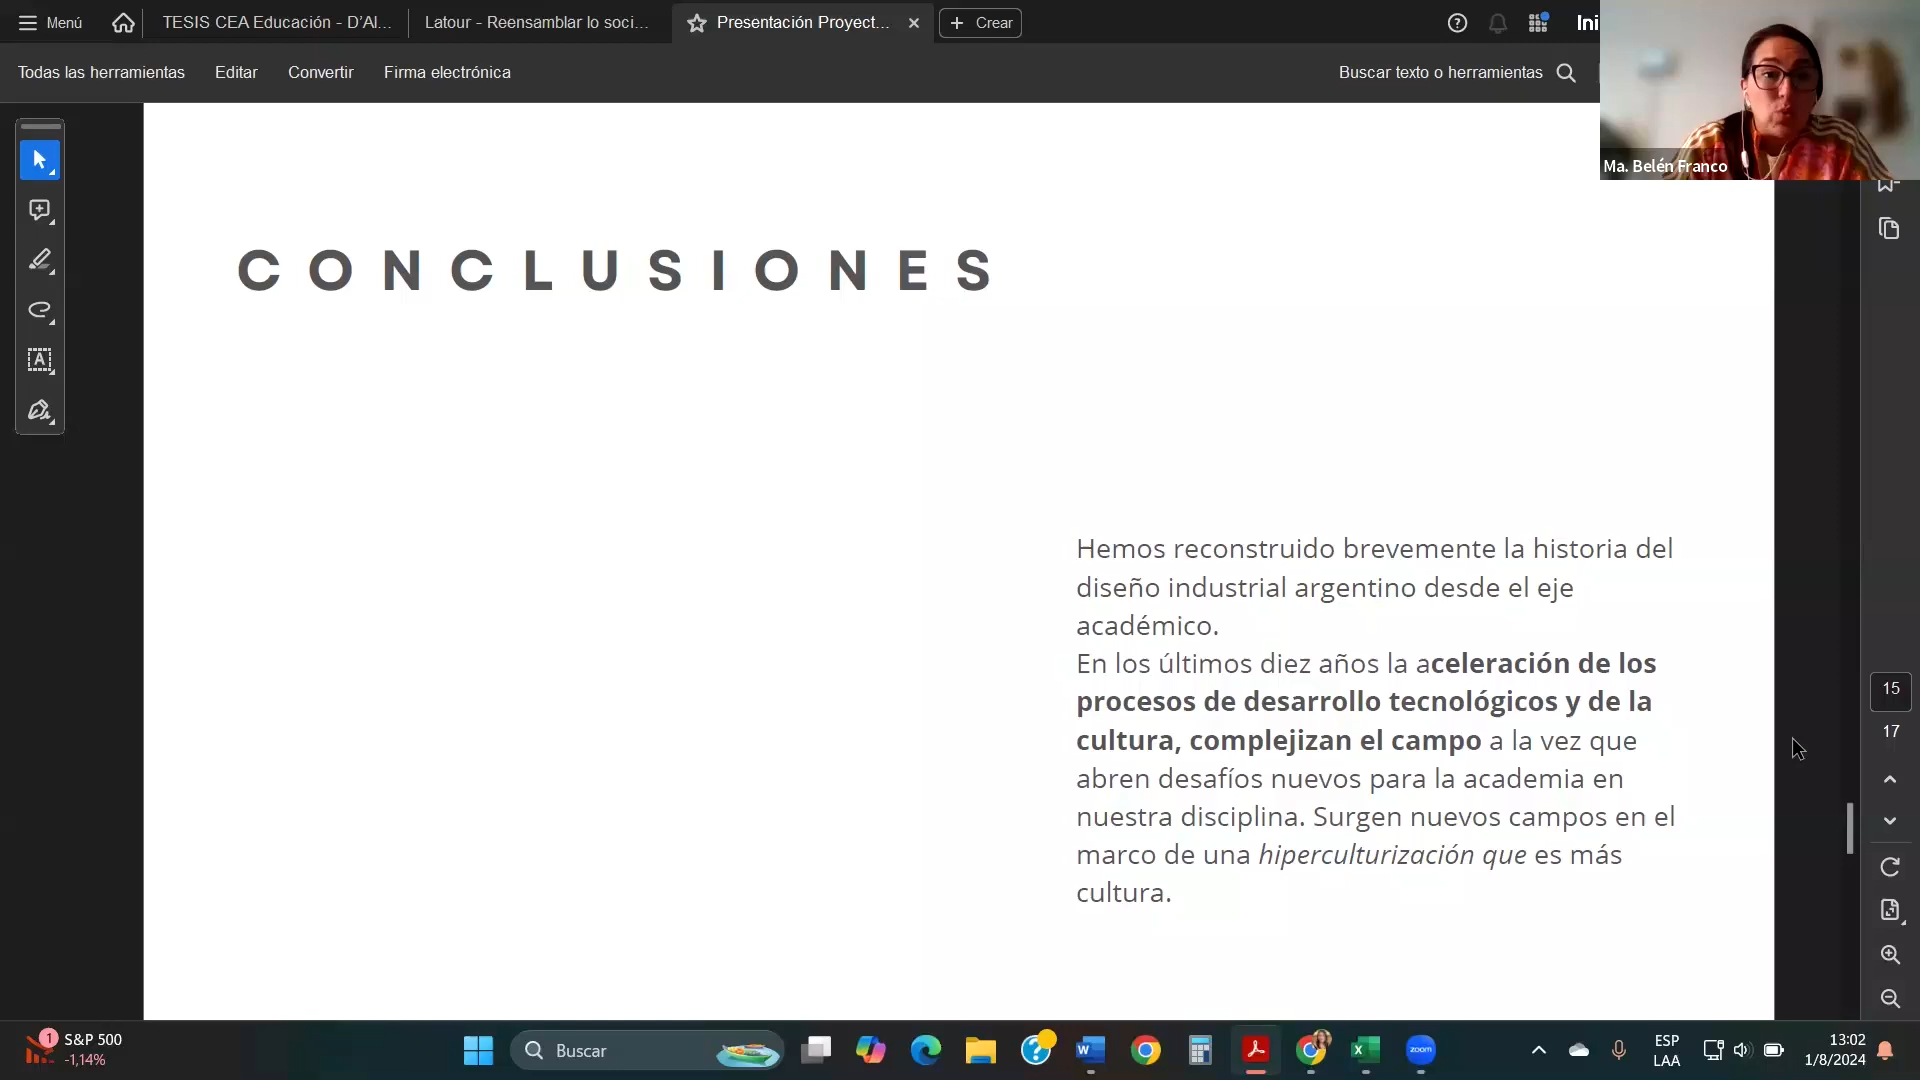 Menú
TESIS CEA Educación - D’Al...
Latour - Reensamblar lo soci...
Presentación Proyect...
Crear
Ini
Todas las herramientas
Editar
Convertir
Firma electrónica
Buscar texto o herramientas
Ma. Belén Franco
CONCLUSIONES
Hemos reconstruido brevemente la historia del
diseño industrial argentino desde el eje
académico.
En los últimos diez años la aceleración de los
procesos de desarrollo tecnológicos y de la
cultura, complejizan el campo a la vez que
abren desafíos nuevos para la academia en
nuestra disciplina. Surgen nuevos campos en el
marco de una hiperculturización que es más
cultura.
15
17
1
S&P 500
-1,14%
Buscar
zoom
ESP
LAA
13:02
1/8/2024